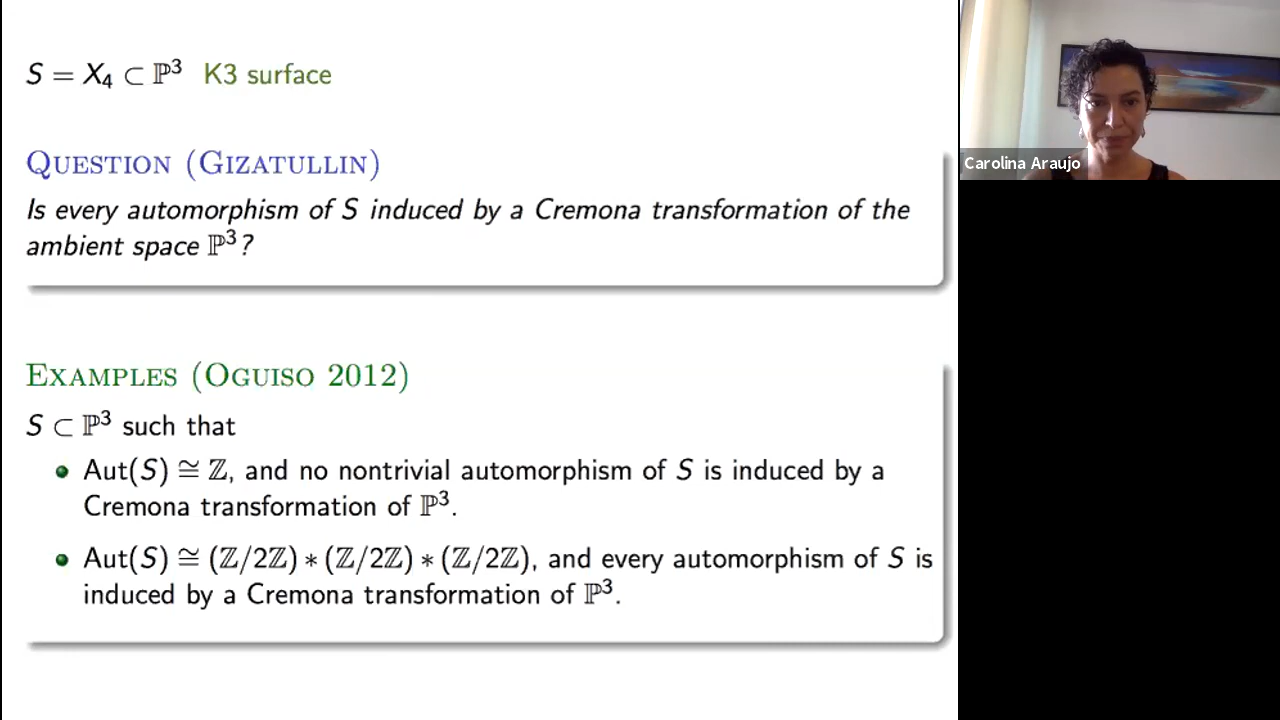 S = X₄ ⊂ ℙ³ K3 surface
Carolina Araujo
QUESTION (GIZATULLIN)
Is every automorphism of S induced by a Cremona transformation of the
ambient space ℙ³?
EXAMPLES (OGUISO 2012)
S ⊂ ℙ³ such that
• Aut(S) ≅ ℤ, and no nontrivial automorphism of S is induced by a
Cremona transformation of ℙ³.
• Aut(S) ≅ (ℤ/2ℤ) ∗ (ℤ/2ℤ) ∗ (ℤ/2ℤ), and every automorphism of S is
induced by a Cremona transformation of ℙ³.